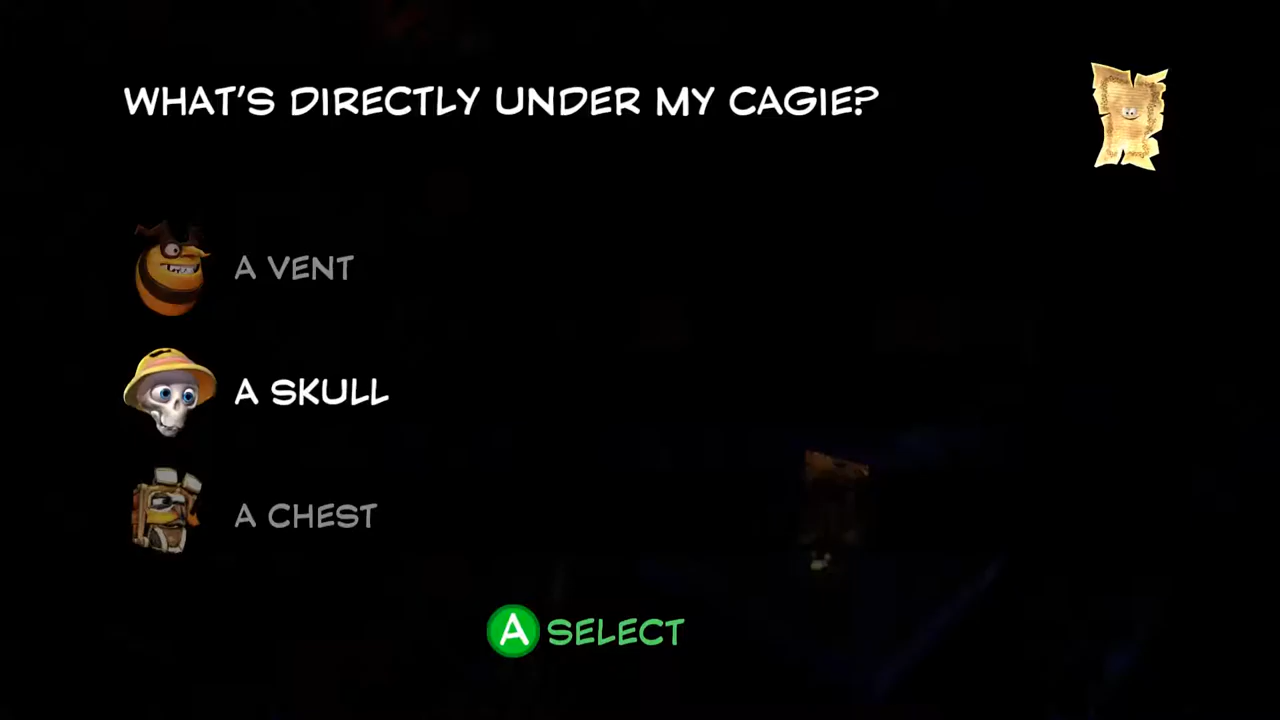 WHAT'S DIRECTLY UNDER MY CAGIE?
A VENT
A SKULL
A CHEST
A SELECT